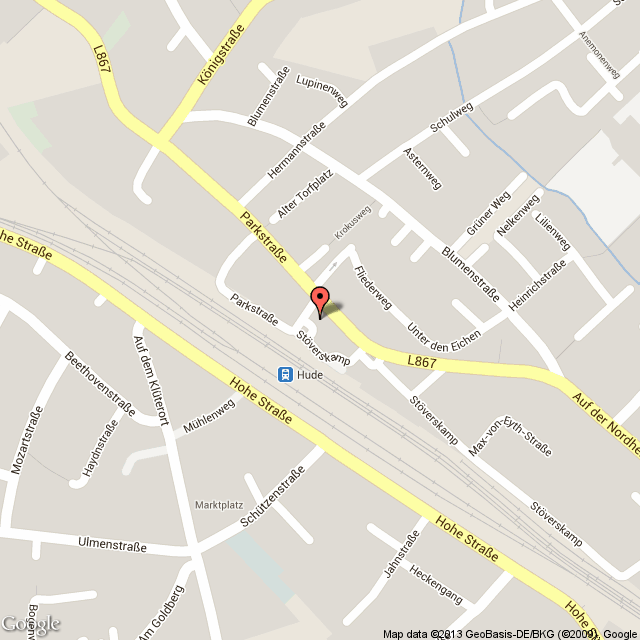 L867
Königstraße
Anemonenweg
Blumenstraße
Lupinenweg
Schulweg
Hermannstraße
Asternweg
Alter Torfplatz
Grüner Weg
Nelkenweg
Lilienweg
Krokusweg
Parkstraße
Hohe Straße
Blumenstraße
Heinrichstraße
Fliederweg
Parkstraße
Unter den Eichen
Stöverskamp
L867
Hude
Auf dem Klüterort
Beethovenstraße
Hohe Straße
Stöverskamp
Auf der Nordhe
Mühlenweg
Mozartstraße
Haydnstraße
Max-von-Eyth-Straße
Marktplatz
Schützenstraße
Stöverskamp
Ulmenstraße
Hohe Straße
Jahnstraße
Heckengang
Am Goldberg
Hohe
Google
Map data ©2013 GeoBasis-DE/BKG (©2009), Google